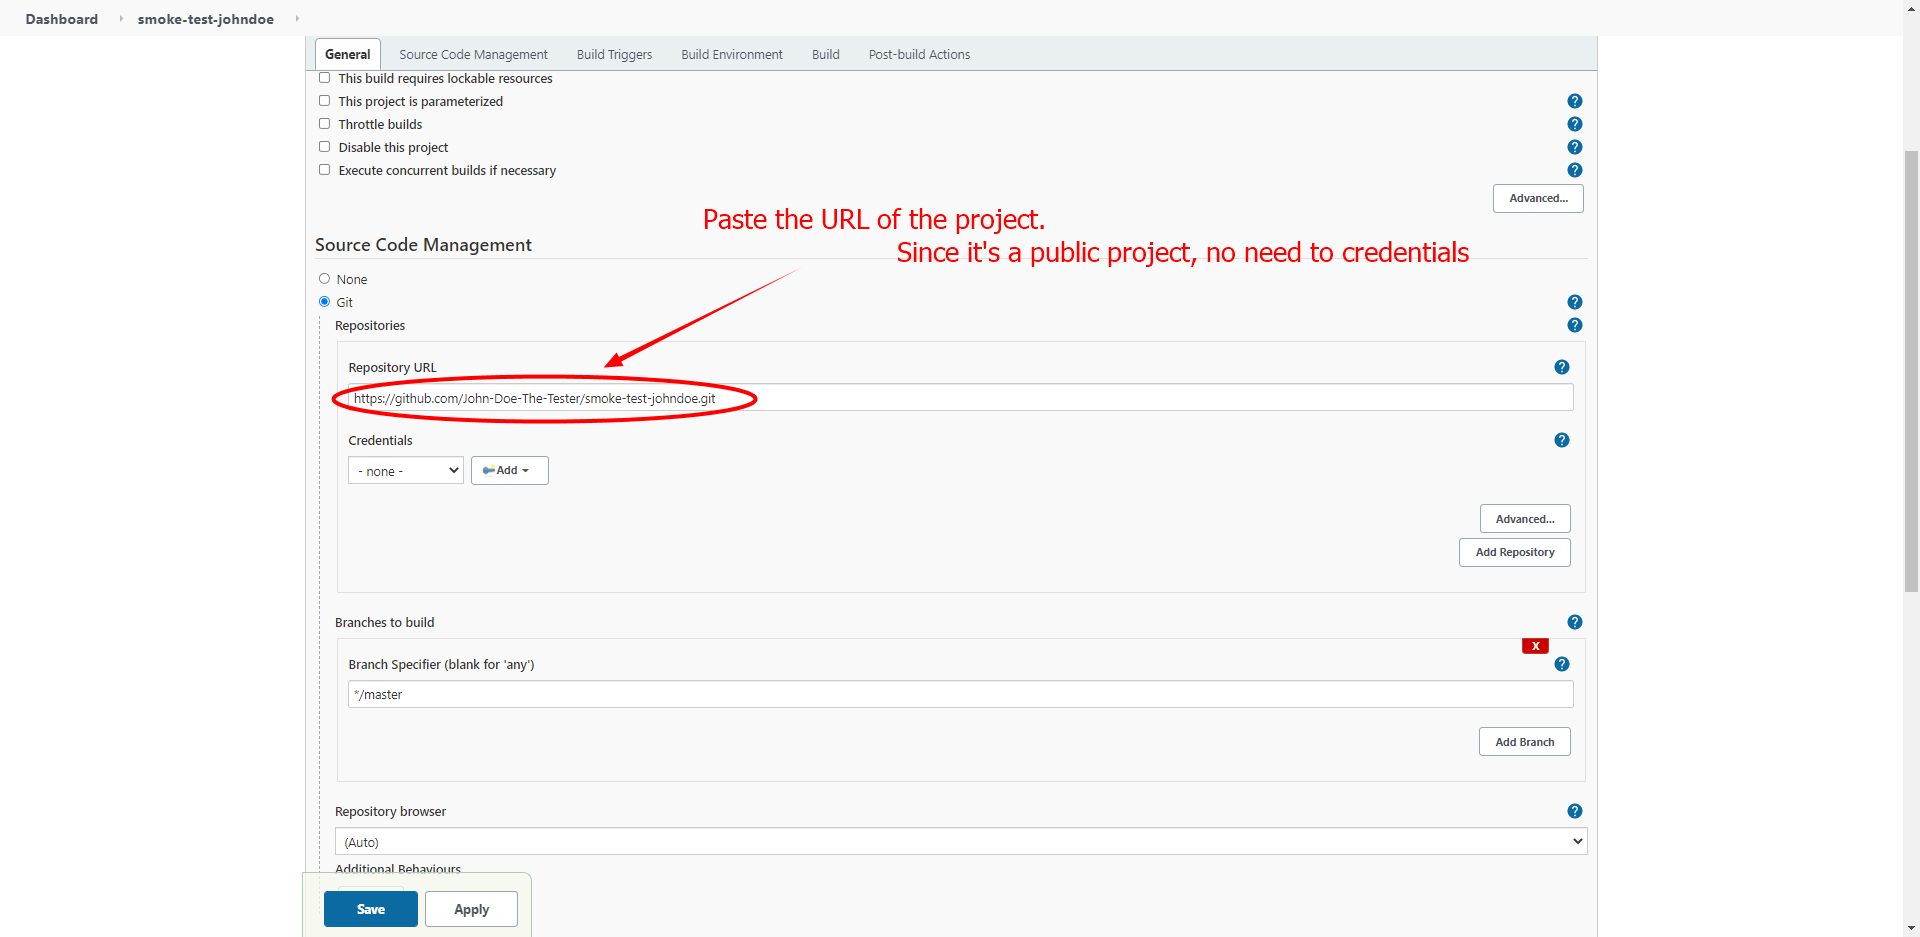 Dashboard smoke-test-johndoe
General Source Code Management Build Triggers Build Environment Build Post-build Actions
This build requires lockable resources
This project is parameterized ?
Throttle builds ?
Disable this project ?
Execute concurrent builds if necessary ?
Advanced...
Paste the URL of the project.
Source Code Management
Since it's a public project, no need to credentials
None
Git ?
Repositories ?
Repository URL ?
https://github.com/John-Doe-The-Tester/smoke-test-johndoe.git
Credentials ?
- none - Add
Advanced...
Add Repository
Branches to build ?
X
Branch Specifier (blank for 'any') ?
*/master
Add Branch
Repository browser ?
(Auto)
Additional Behaviours
Save Apply